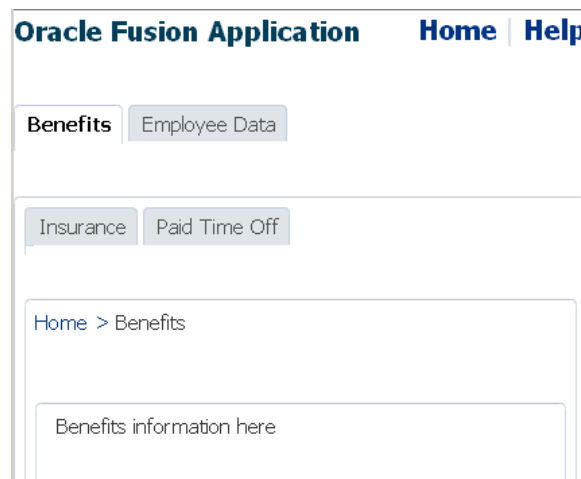 Oracle Fusion Application Home | Help
Benefits Employee Data
Insurance Paid Time Off
Home > Benefits
Benefits information here